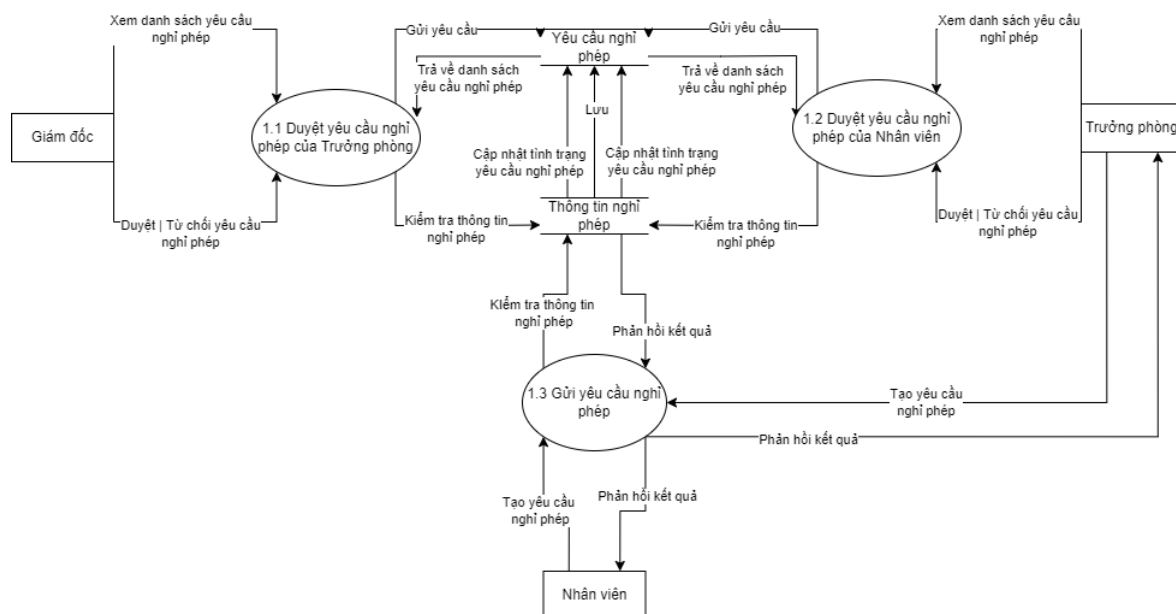 Xem danh sách yêu cầu
nghỉ phép
Gửi yêu cầu
Yêu cầu nghỉ
phép
Gửi yêu cầu
Xem danh sách yêu cầu
nghỉ phép
Trả về danh sách
yêu cầu nghỉ phép
Trả về danh sách
yêu cầu nghỉ phép
Lưu
Giám đốc
1.1 Duyệt yêu cầu nghỉ
phép của Trưởng phòng
1.2 Duyệt yêu cầu nghỉ
phép của Nhân viên
Trưởng phòng
Cập nhật tình trạng
yêu cầu nghỉ phép
Cập nhật tình trạng
yêu cầu nghỉ phép
Duyệt | Từ chối yêu cầu
nghỉ phép
Kiểm tra thông tin
nghỉ phép
Thông tin nghỉ
phép
Kiểm tra thông tin
nghỉ phép
Duyệt | Từ chối yêu cầu
nghỉ phép
KIểm tra thông tin
nghỉ phép
Phản hồi kết quả
1.3 Gửi yêu cầu nghỉ
phép
Tạo yêu cầu
nghỉ phép
Phản hồi kết quả
Tạo yêu cầu
nghỉ phép
Phản hồi kết quả
Nhân viên